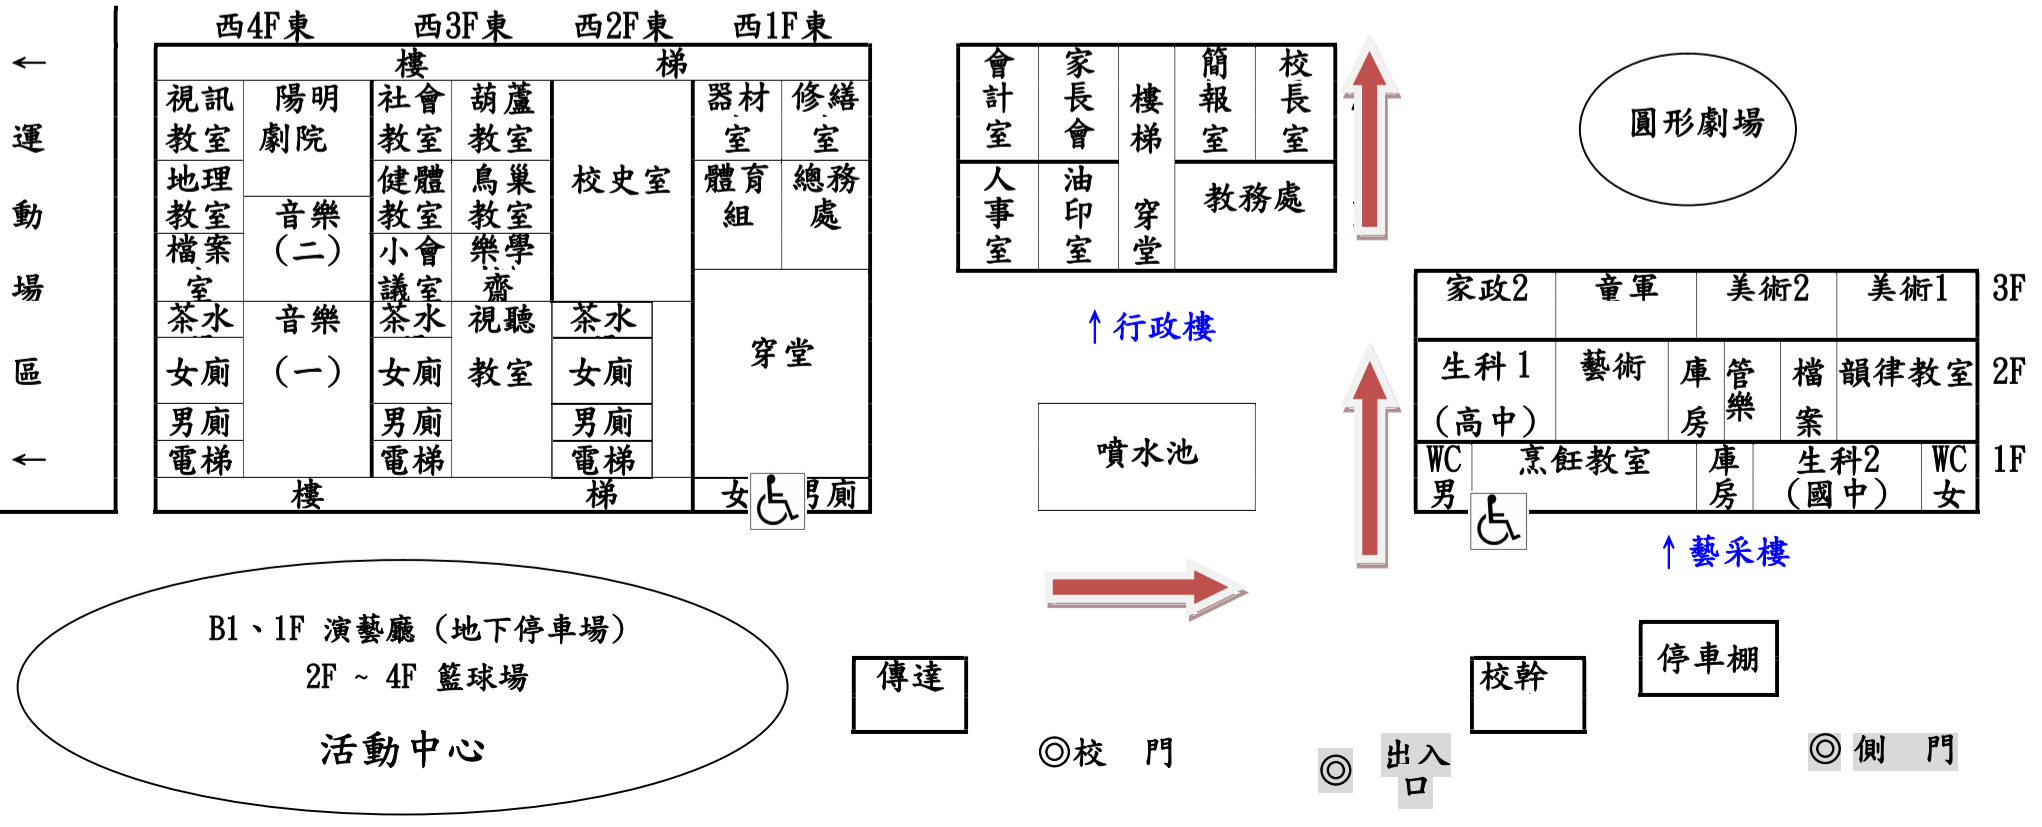 西4F東
西3F東
西2F東
西1F東
←
運
動
場
區
←
樓 梯
視訊
教室
陽明
劇院
社會
教室
葫蘆
教室
校史室
器材
室
修繕
室
地理
教室
音樂
(二)
健體
教室
鳥巢
教室
體育
組
總務
處
檔案
室
小會
議室
樂學
齋
茶水
音樂
(一)
茶水
視聽
教室
茶水
穿堂
女廁
女廁
女廁
男廁
男廁
男廁
電梯
電梯
電梯
樓 梯
女
男廁
會
計
室
家
長
會
樓
梯
穿
堂
簡
報
室
校
長
室
人
事
室
油
印
室
教務處
↑行政樓
噴水池
圓形劇場
家政2
童軍
美術2
美術1
3F
生科1
(高中)
藝術
庫
房
管
樂
檔
案
韻律教室
2F
WC
男
烹飪教室
庫
房
生科2
(國中)
WC
女
1F
↑藝采樓
B1、1F 演藝廳 (地下停車場)
2F ~ 4F 籃球場
活動中心
傳達
◎校 門
◎
出入
口
校幹
停車棚
◎側 門